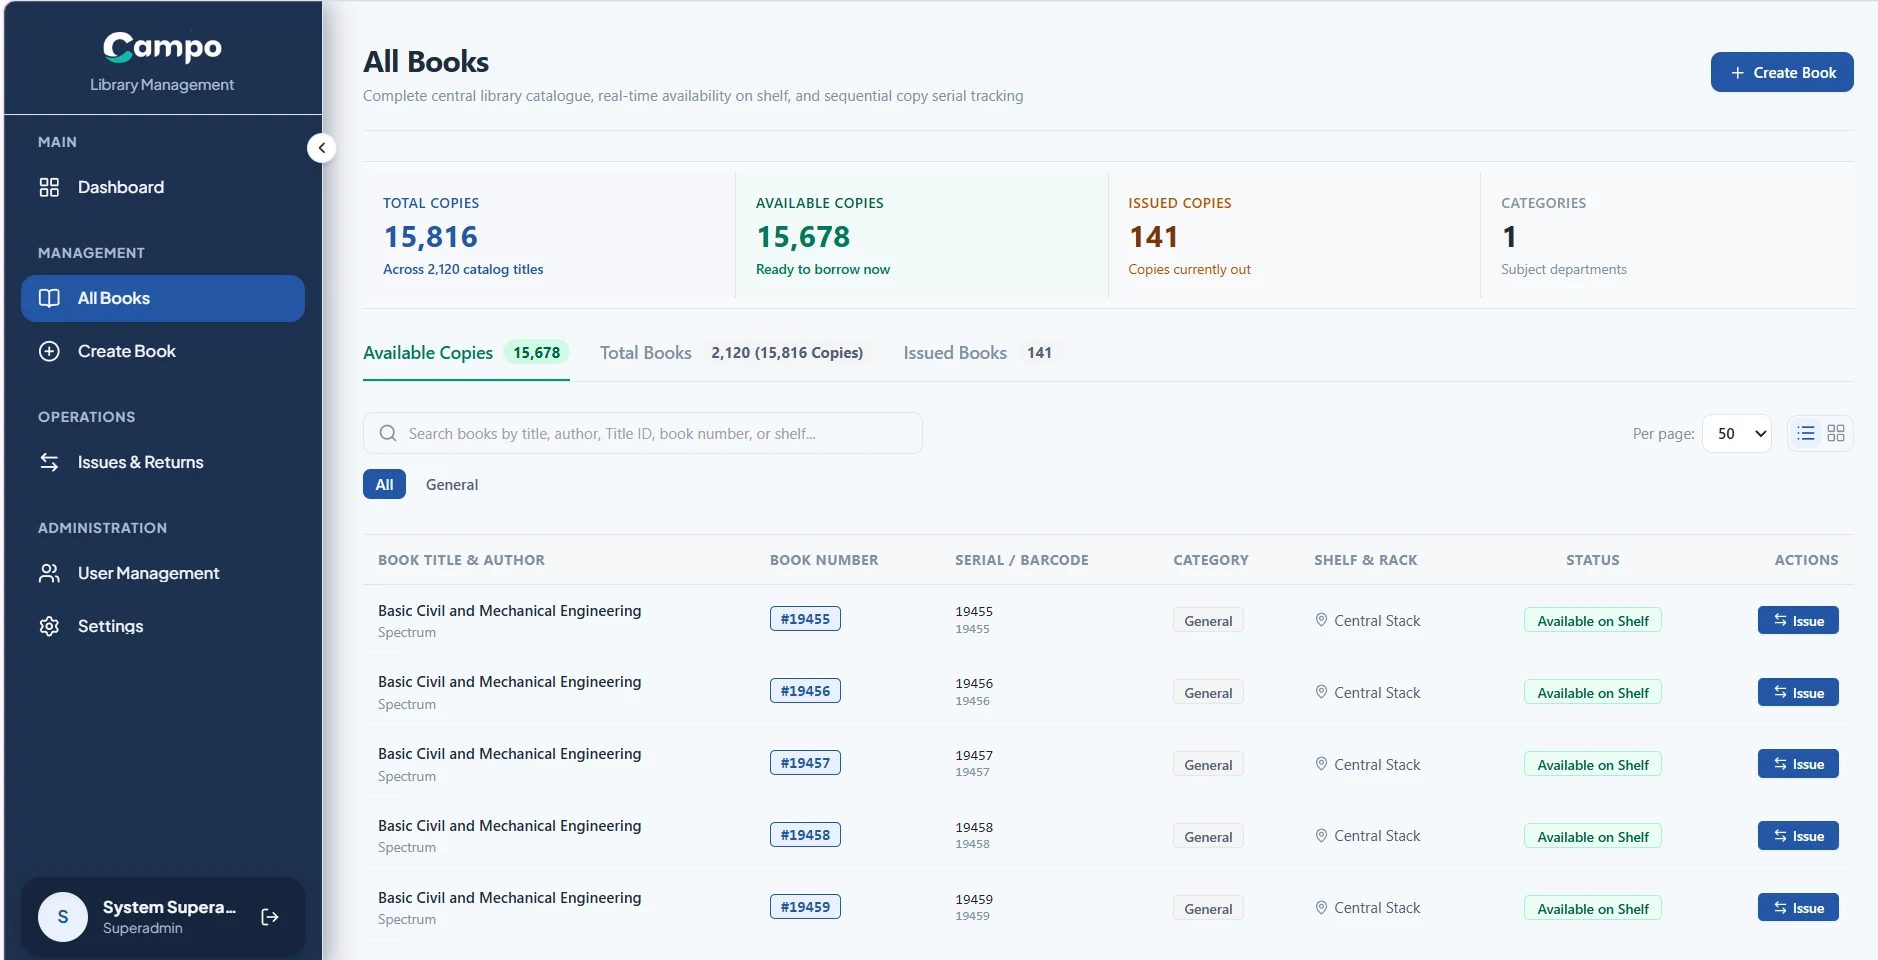 Campo
Library Management
MAIN
Dashboard
MANAGEMENT
All Books
Create Book
OPERATIONS
Issues & Returns
ADMINISTRATION
User Management
Settings
S
System Supera...
Superadmin
All Books
Complete central library catalogue, real-time availability on shelf, and sequential copy serial tracking
+ Create Book
TOTAL COPIES
15,816
Across 2,120 catalog titles
AVAILABLE COPIES
15,678
Ready to borrow now
ISSUED COPIES
141
Copies currently out
CATEGORIES
1
Subject departments
Available Copies 15,678 Total Books 2,120 (15,816 Copies) Issued Books 141
Search books by title, author, Title ID, book number, or shelf...
Per page: 50
All General
BOOK TITLE & AUTHOR BOOK NUMBER SERIAL / BARCODE CATEGORY SHELF & RACK STATUS ACTIONS
Basic Civil and Mechanical Engineering
Spectrum
#19455
19455
19455
General
Central Stack
Available on Shelf
Issue
Basic Civil and Mechanical Engineering
Spectrum
#19456
19456
19456
General
Central Stack
Available on Shelf
Issue
Basic Civil and Mechanical Engineering
Spectrum
#19457
19457
19457
General
Central Stack
Available on Shelf
Issue
Basic Civil and Mechanical Engineering
Spectrum
#19458
19458
19458
General
Central Stack
Available on Shelf
Issue
Basic Civil and Mechanical Engineering
Spectrum
#19459
19459
19459
General
Central Stack
Available on Shelf
Issue